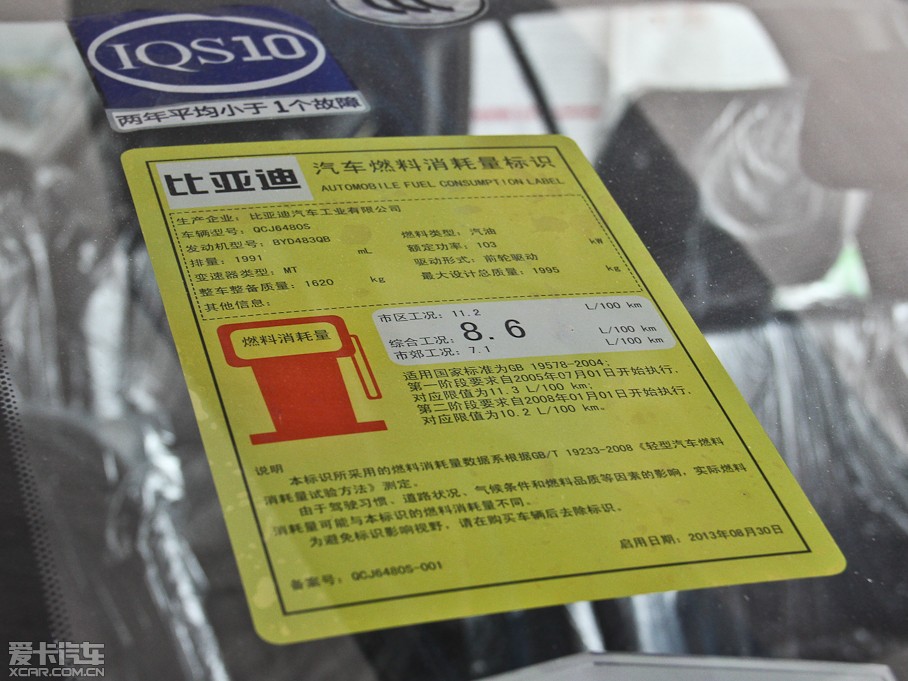 IQS10
两年平均小于1个故障
比亚迪
汽车燃料消耗量标识
AUTOMOBILE FUEL CONSUMPTION LABEL
生产企业: 比亚迪汽车工业有限公司
车辆型号: QCJ6480S
发动机型号: BYD483QB 燃料类型: 汽油
排量: 1991 mL 额定功率: 103 kW
变速器类型: MT 驱动形式: 前轮驱动
整车整备质量: 1620 kg 最大设计总质量: 1995 kg
其他信息:
燃料消耗量
市区工况: 11.2 L/100 km
综合工况: 8.6 L/100 km
市郊工况: 7.1 L/100 km
适用国家标准为GB 19578-2004;
第一阶段要求自2005年07月01日开始执行,
对应限值为11.3 L/100 km;
第二阶段要求自2008年01月01日开始执行,
对应限值为10.2 L/100 km。
说明
本标识所采用的燃料消耗量数据系根据GB/T 19233-2008《轻型汽车燃料
消耗量试验方法》测定。
由于驾驶习惯、道路状况、气候条件和燃料品质等因素的影响,实际燃料
消耗量可能与本标识的燃料消耗量不同。
为避免标识影响视野,请在购买车辆后去除标识。
备案号: QCJ6480S-001 启用日期: 2013年08月30日
爱卡汽车
XCAR.COM.CN